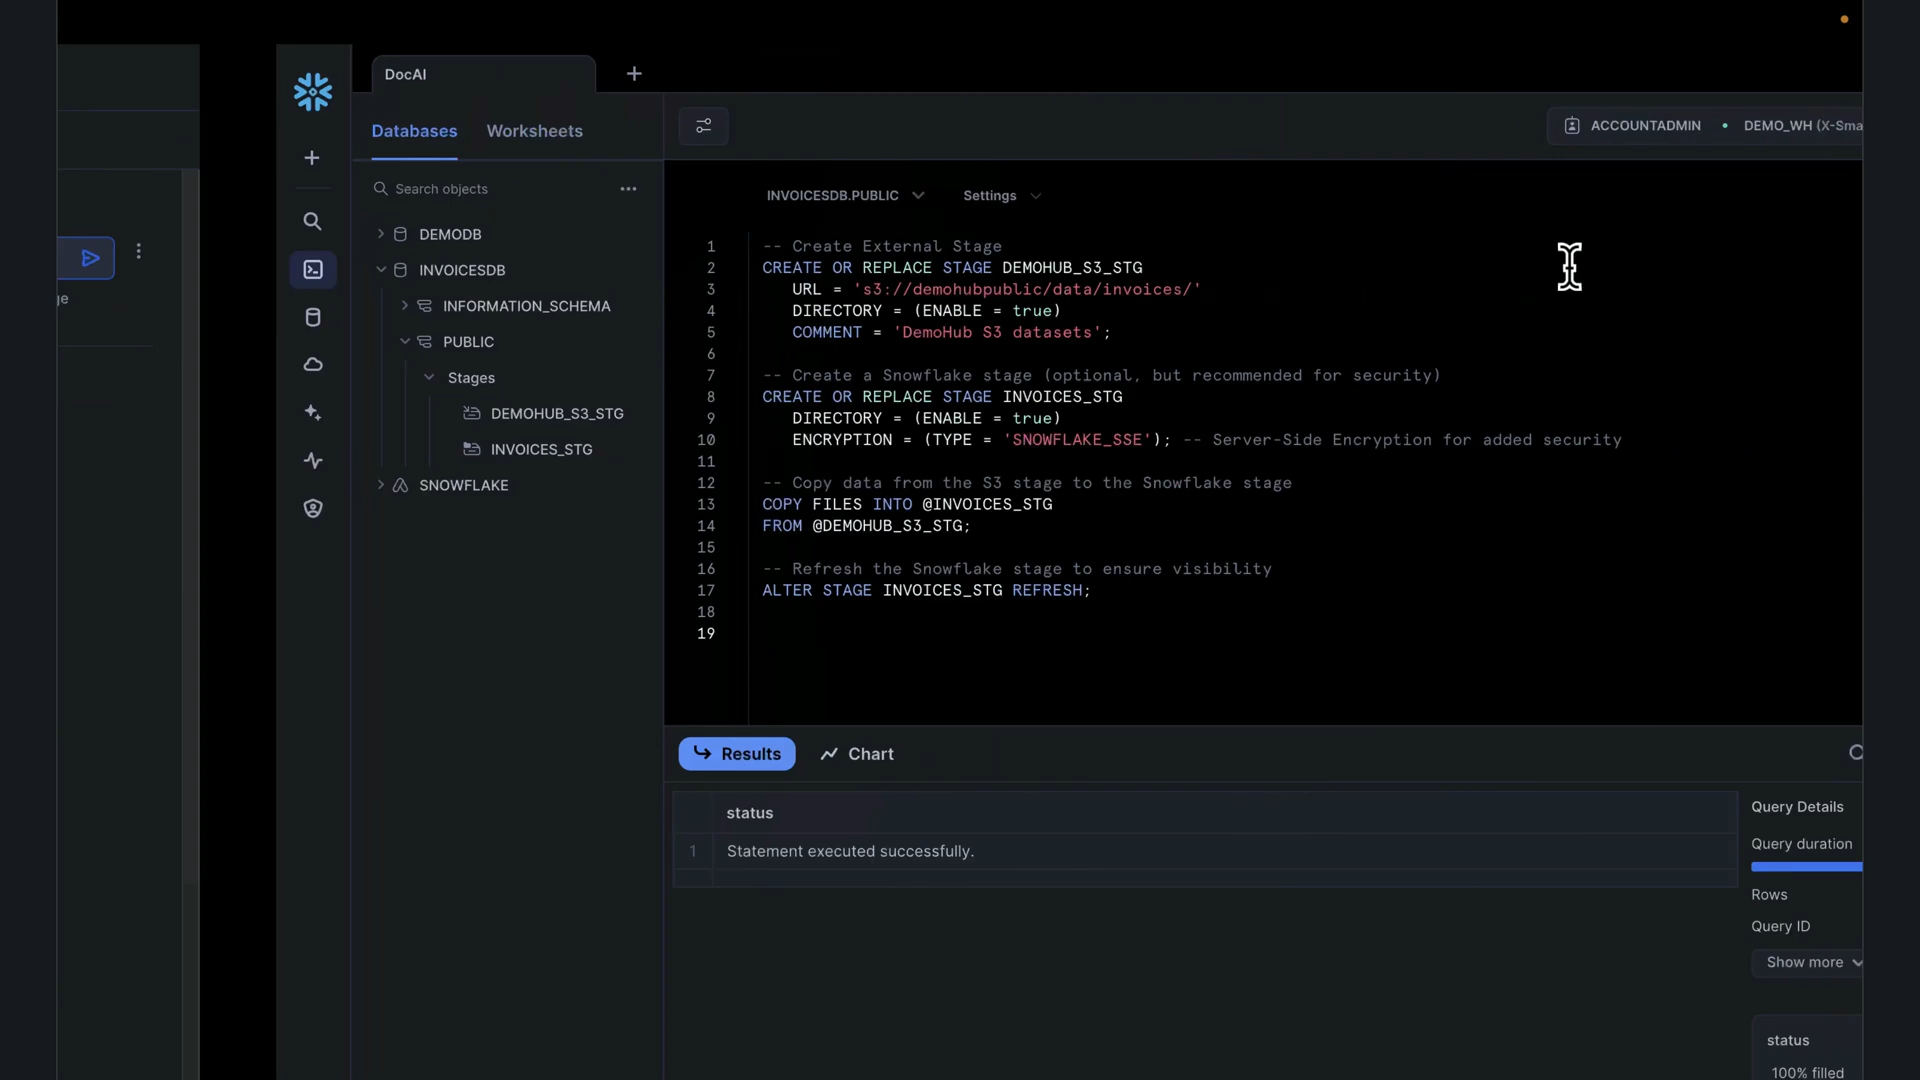 ge
DocAI
Databases Worksheets
ACCOUNTADMIN • DEMO_WH (X-Sma
Search objects
INVOICESDB.PUBLIC Settings
DEMODB
INVOICESDB
INFORMATION_SCHEMA
PUBLIC
Stages
DEMOHUB_S3_STG
INVOICES_STG
SNOWFLAKE
1 -- Create External Stage
2 CREATE OR REPLACE STAGE DEMOHUB_S3_STG
3 URL = 's3://demohubpublic/data/invoices/'
4 DIRECTORY = (ENABLE = true)
5 COMMENT = 'DemoHub S3 datasets';
6
7 -- Create a Snowflake stage (optional, but recommended for security)
8 CREATE OR REPLACE STAGE INVOICES_STG
9 DIRECTORY = (ENABLE = true)
10 ENCRYPTION = (TYPE = 'SNOWFLAKE_SSE'); -- Server-Side Encryption for added security
11
12 -- Copy data from the S3 stage to the Snowflake stage
13 COPY FILES INTO @INVOICES_STG
14 FROM @DEMOHUB_S3_STG;
15
16 -- Refresh the Snowflake stage to ensure visibility
17 ALTER STAGE INVOICES_STG REFRESH;
18
19
Results Chart
status
1 Statement executed successfully.
Query Details
Query duration
Rows
Query ID
Show more
status
100% filled